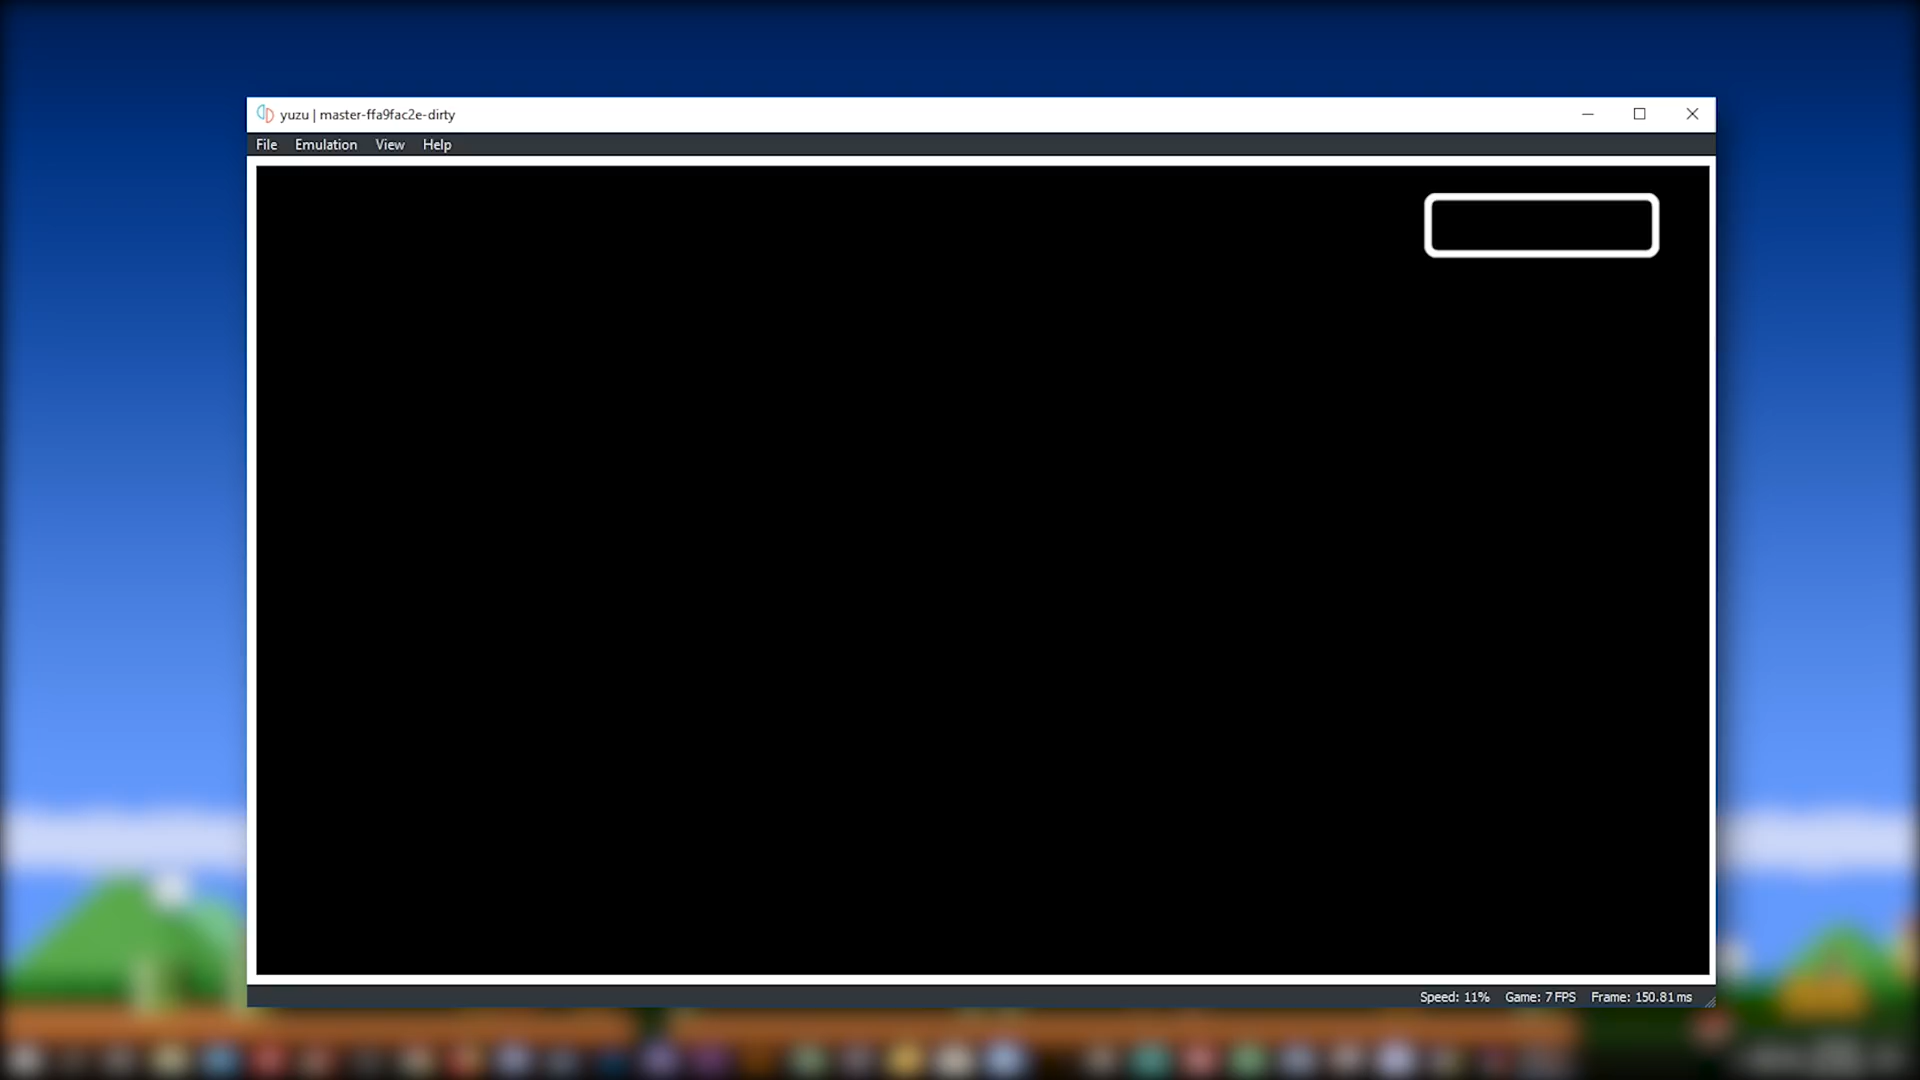 yuzu | master-ffa9fac2e-dirty
File Emulation View Help
Speed: 11% Game: 7 FPS Frame: 150.81 ms